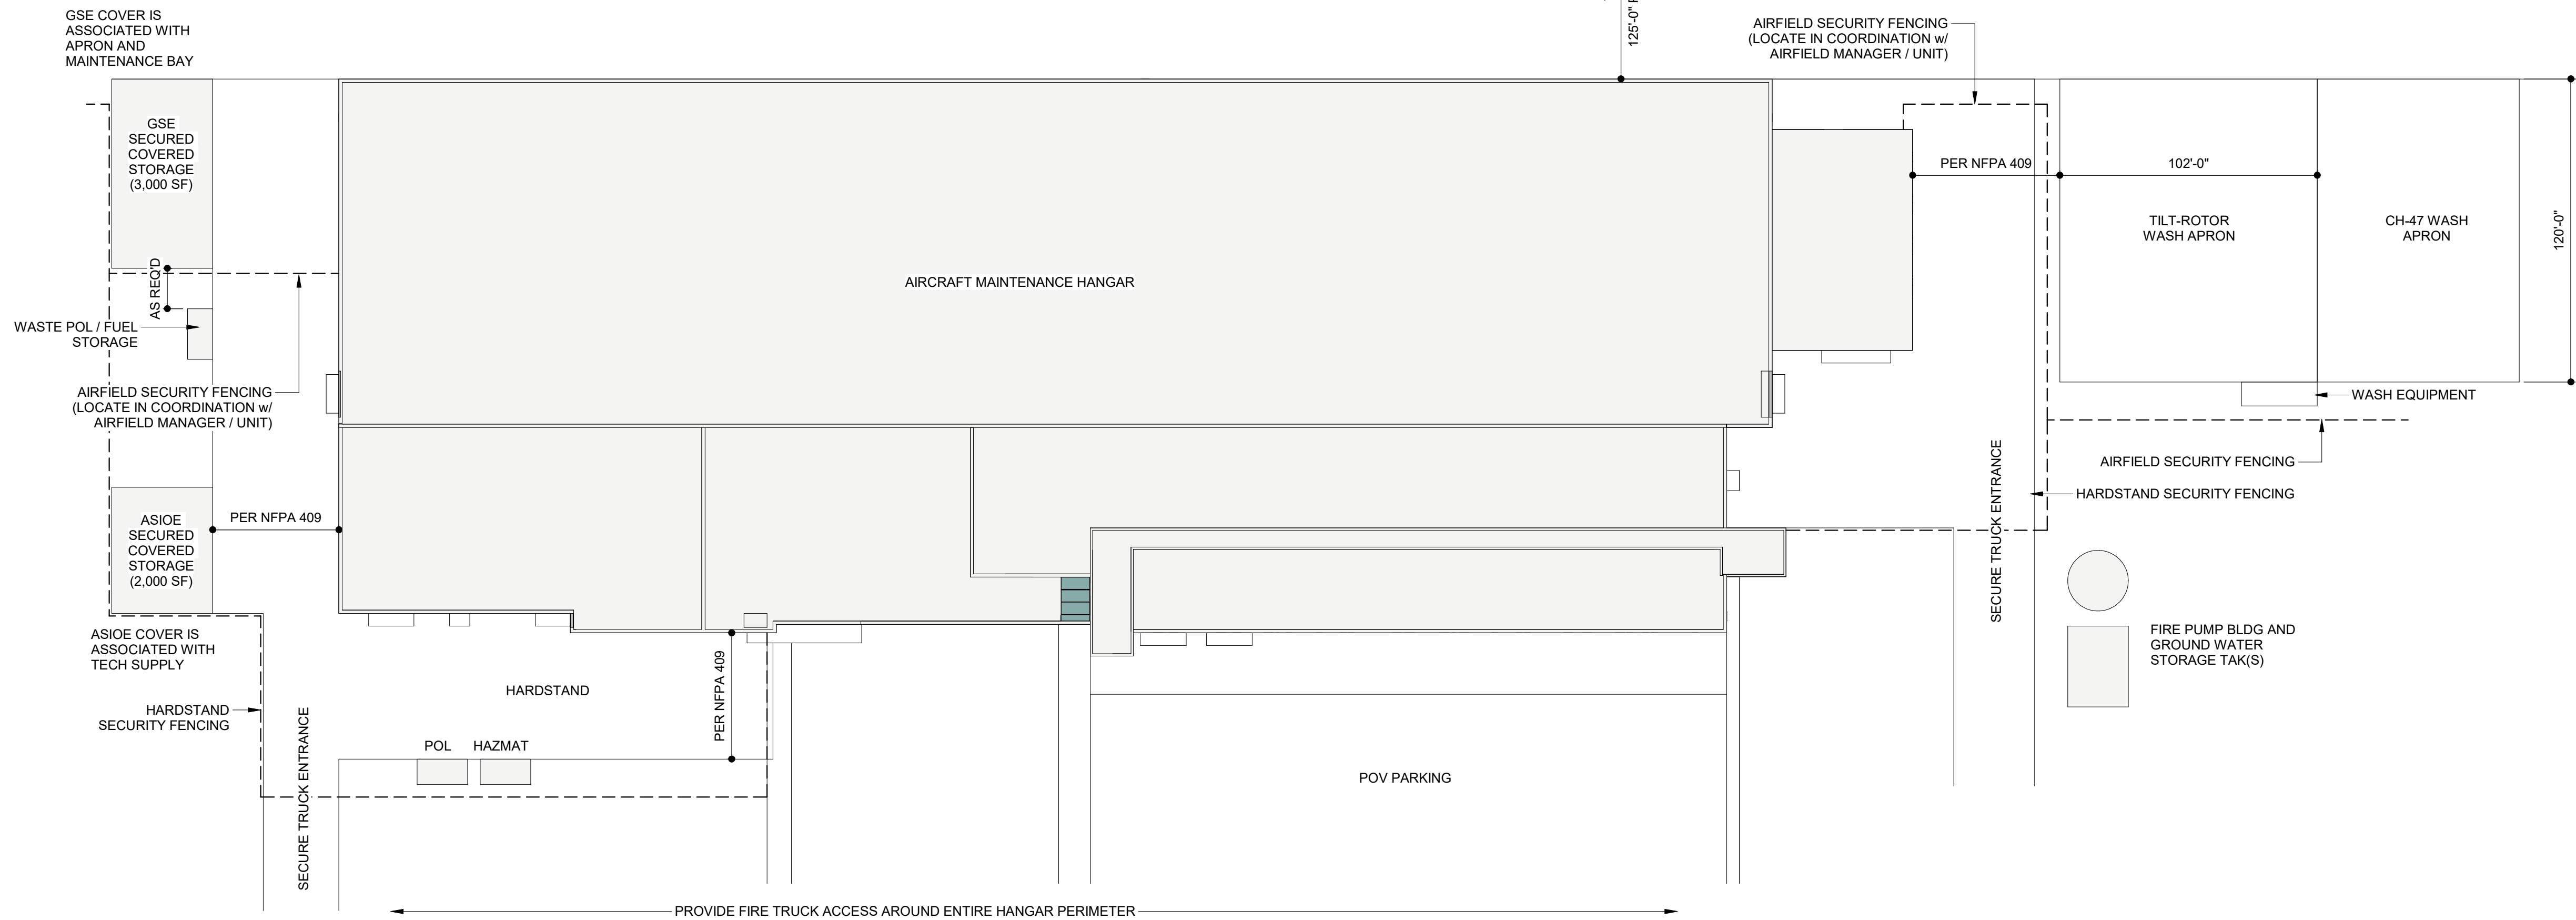 GSE COVER IS
ASSOCIATED WITH
APRON AND
MAINTENANCE BAY
125'-0"
AIRFIELD SECURITY FENCING
(LOCATE IN COORDINATION w/
AIRFIELD MANAGER / UNIT)
GSE
SECURED
COVERED
STORAGE
(3,000 SF)
PER NFPA 409
102'-0"
TILT-ROTOR
WASH APRON
CH-47 WASH
APRON
120'-0"
AS REQ'D
AIRCRAFT MAINTENANCE HANGAR
WASTE POL / FUEL
STORAGE
AIRFIELD SECURITY FENCING
(LOCATE IN COORDINATION w/
AIRFIELD MANAGER / UNIT)
WASH EQUIPMENT
AIRFIELD SECURITY FENCING
HARDSTAND SECURITY FENCING
SECURE TRUCK ENTRANCE
ASIOE
SECURED
COVERED
STORAGE
(2,000 SF)
PER NFPA 409
ASIOE COVER IS
ASSOCIATED WITH
TECH SUPPLY
FIRE PUMP BLDG AND
GROUND WATER
STORAGE TAK(S)
HARDSTAND
PER NFPA 409
HARDSTAND
SECURITY FENCING
SECURE TRUCK ENTRANCE
POL
HAZMAT
POV PARKING
PROVIDE FIRE TRUCK ACCESS AROUND ENTIRE HANGAR PERIMETER